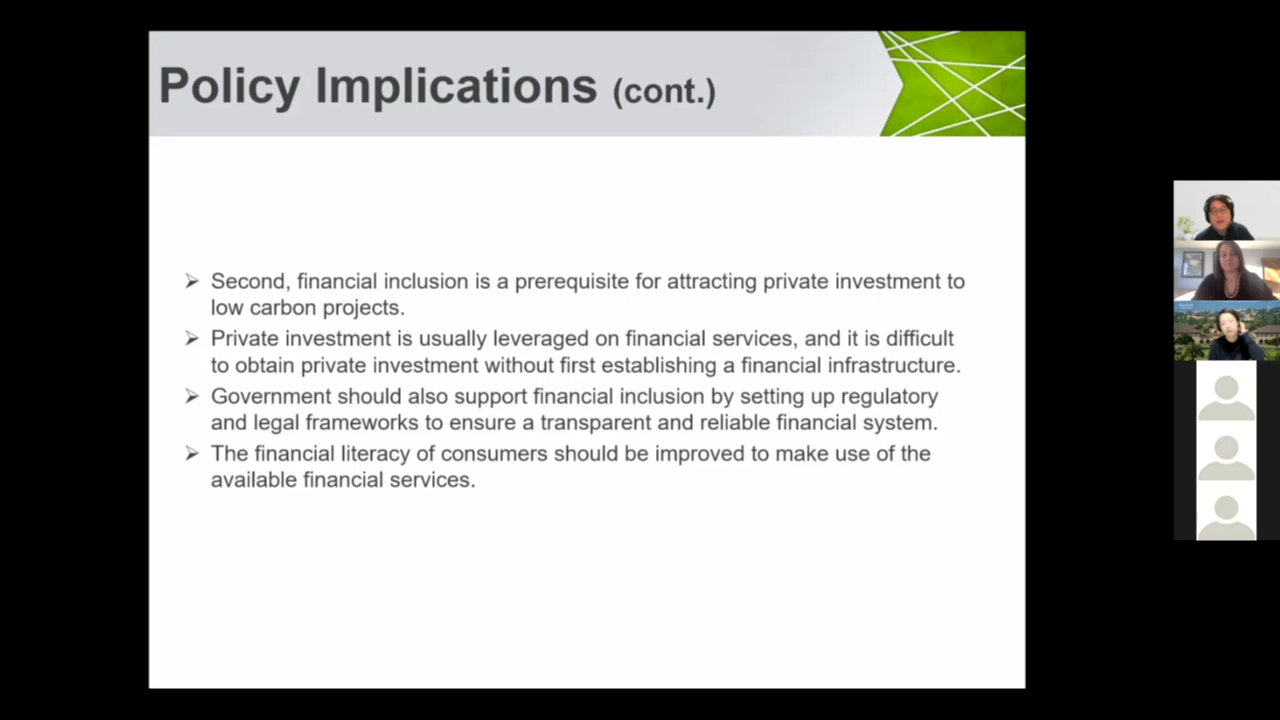 Policy Implications (cont.)
Second, financial inclusion is a prerequisite for attracting private investment to
low carbon projects.
Private investment is usually leveraged on financial services, and it is difficult
to obtain private investment without first establishing a financial infrastructure.
Government should also support financial inclusion by setting up regulatory
and legal frameworks to ensure a transparent and reliable financial system.
The financial literacy of consumers should be improved to make use of the
available financial services.